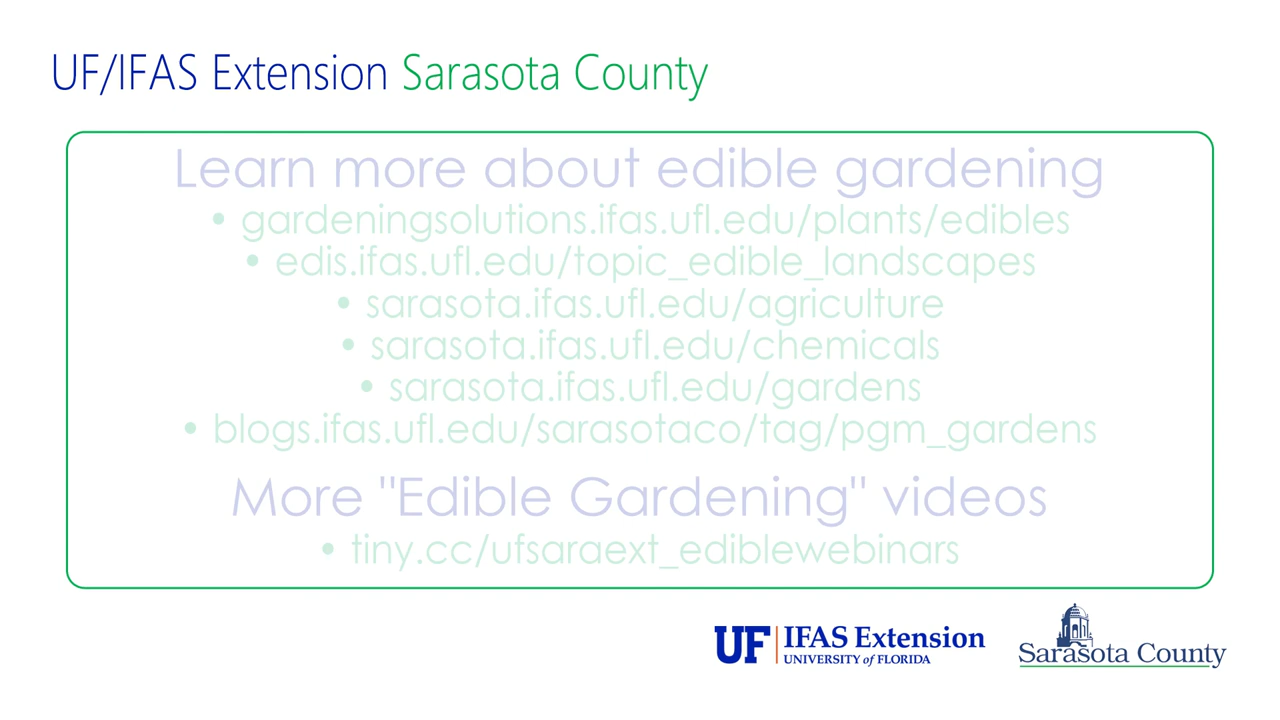 UF/IFAS Extension Sarasota County
Learn more about edible gardening
• gardeningsolutions.ifas.ufl.edu/plants/edibles
• edis.ifas.ufl.edu/topic_edible_landscapes
• sarasota.ifas.ufl.edu/agriculture
• sarasota.ifas.ufl.edu/chemicals
• sarasota.ifas.ufl.edu/gardens
• blogs.ifas.ufl.edu/sarasotaco/tag/pgm_gardens
More "Edible Gardening" videos
• tiny.cc/ufsaraext_ediblewebinars
UF IFAS Extension
UNIVERSITY of FLORIDA
Sarasota County